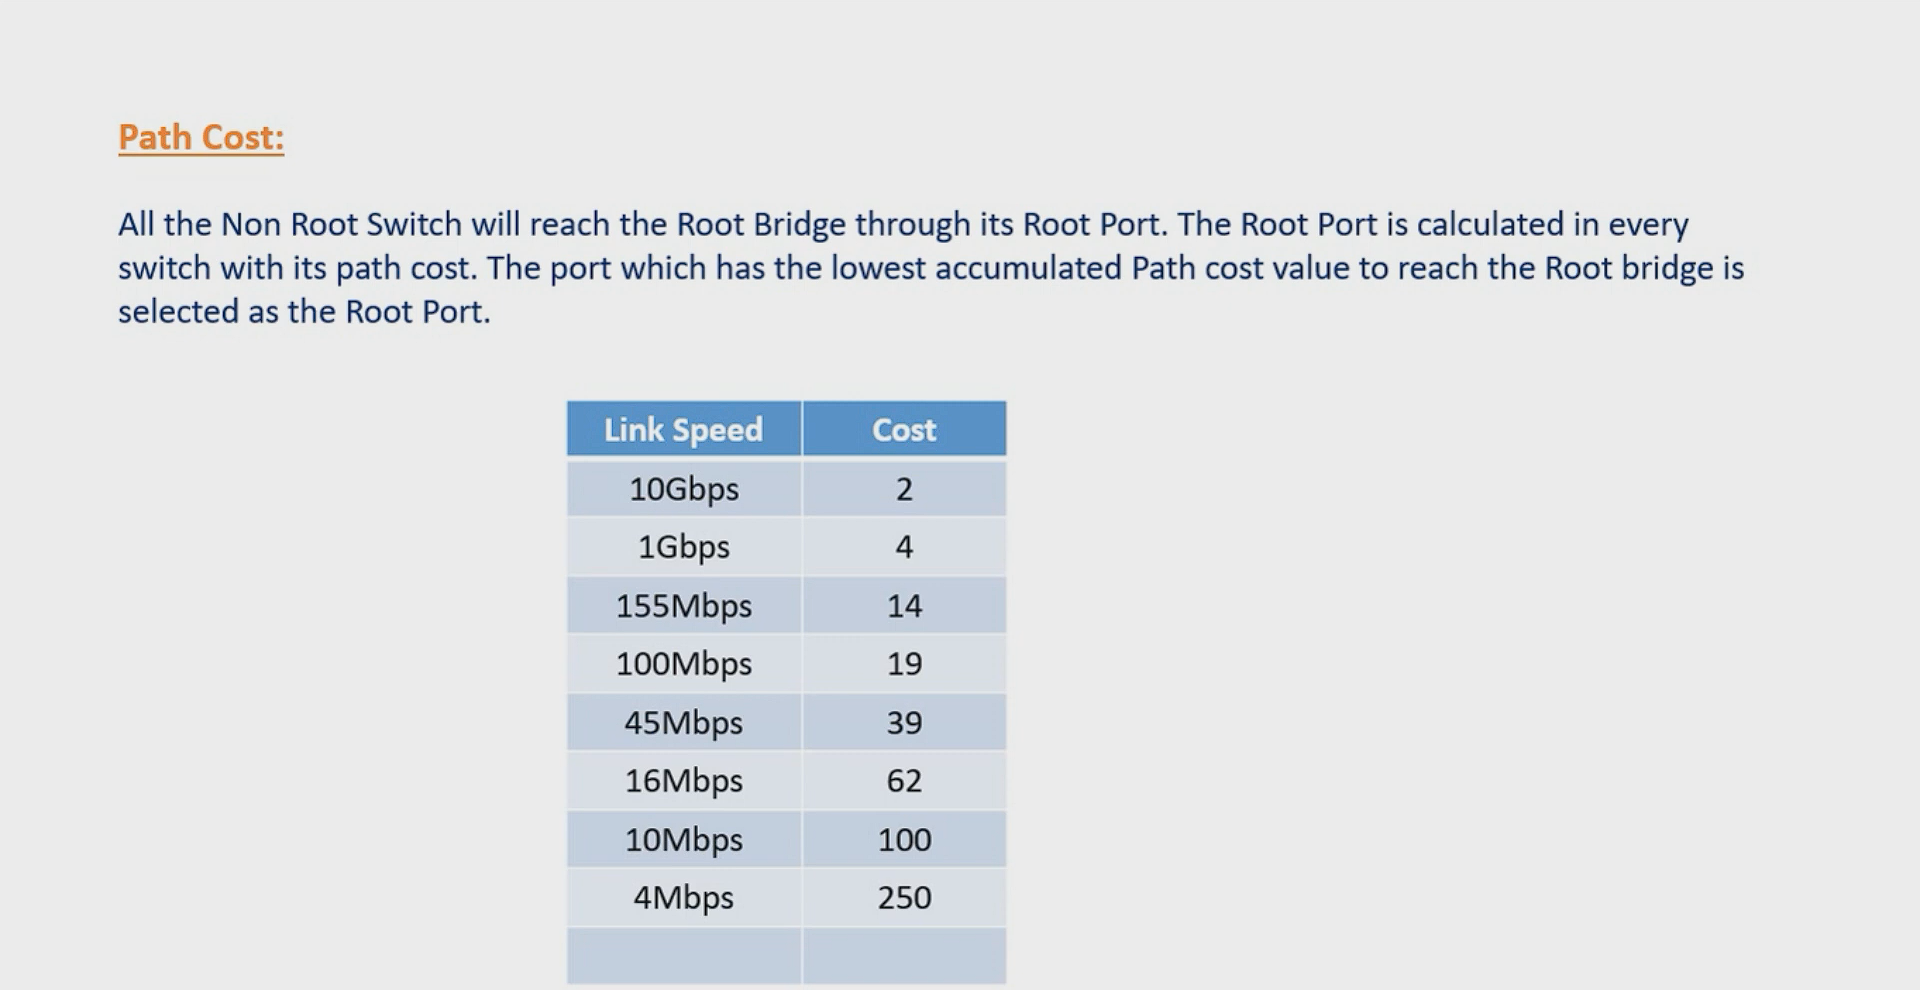 Path Cost:
All the Non Root Switch will reach the Root Bridge through its Root Port. The Root Port is calculated in every
switch with its path cost. The port which has the lowest accumulated Path cost value to reach the Root bridge is
selected as the Root Port.
Link Speed Cost
10Gbps 2
1Gbps 4
155Mbps 14
100Mbps 19
45Mbps 39
16Mbps 62
10Mbps 100
4Mbps 250